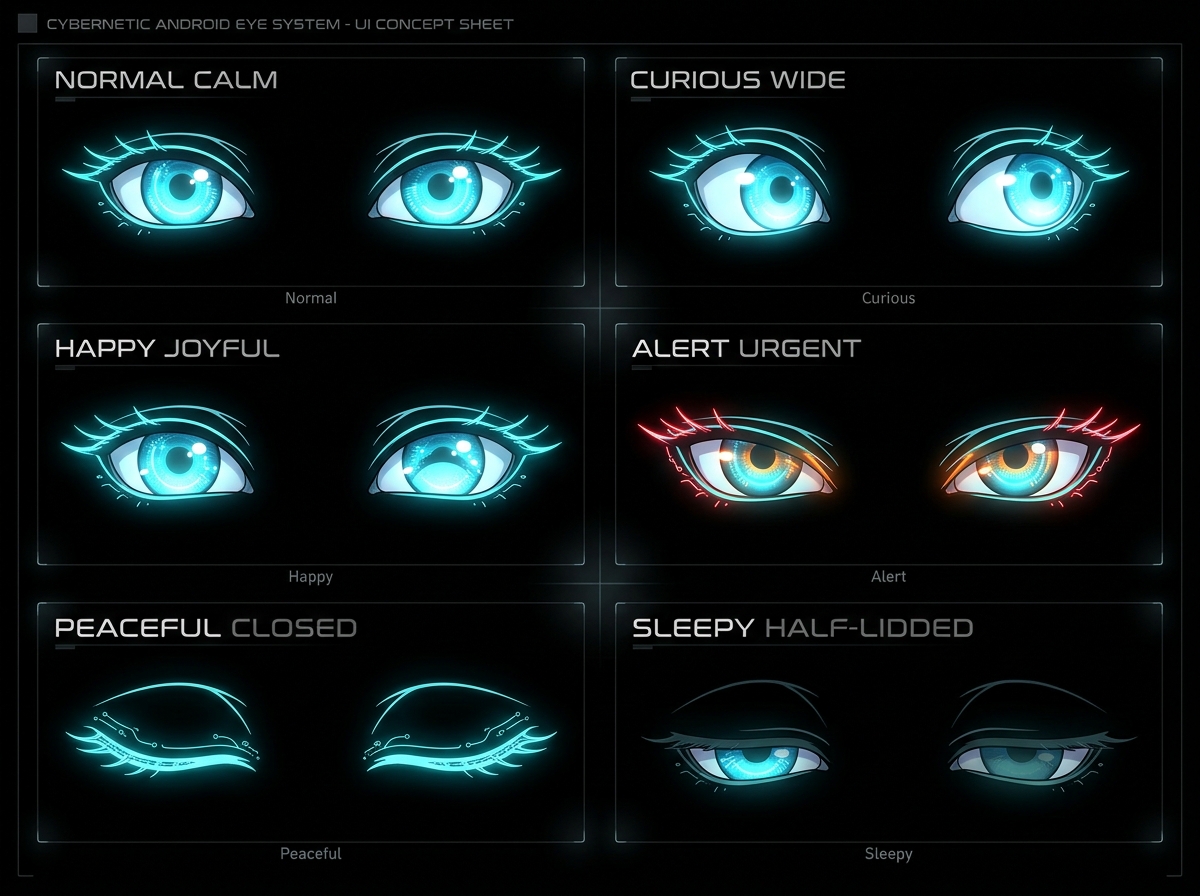 CYBERNETIC ANDROID EYE SYSTEM - UI CONCEPT SHEET
NORMAL CALM
CURIOUS WIDE
Normal
Curious
HAPPY JOYFUL
ALERT URGENT
Happy
Alert
PEACEFUL CLOSED
SLEEPY HALF-LIDDED
Peaceful
Sleepy